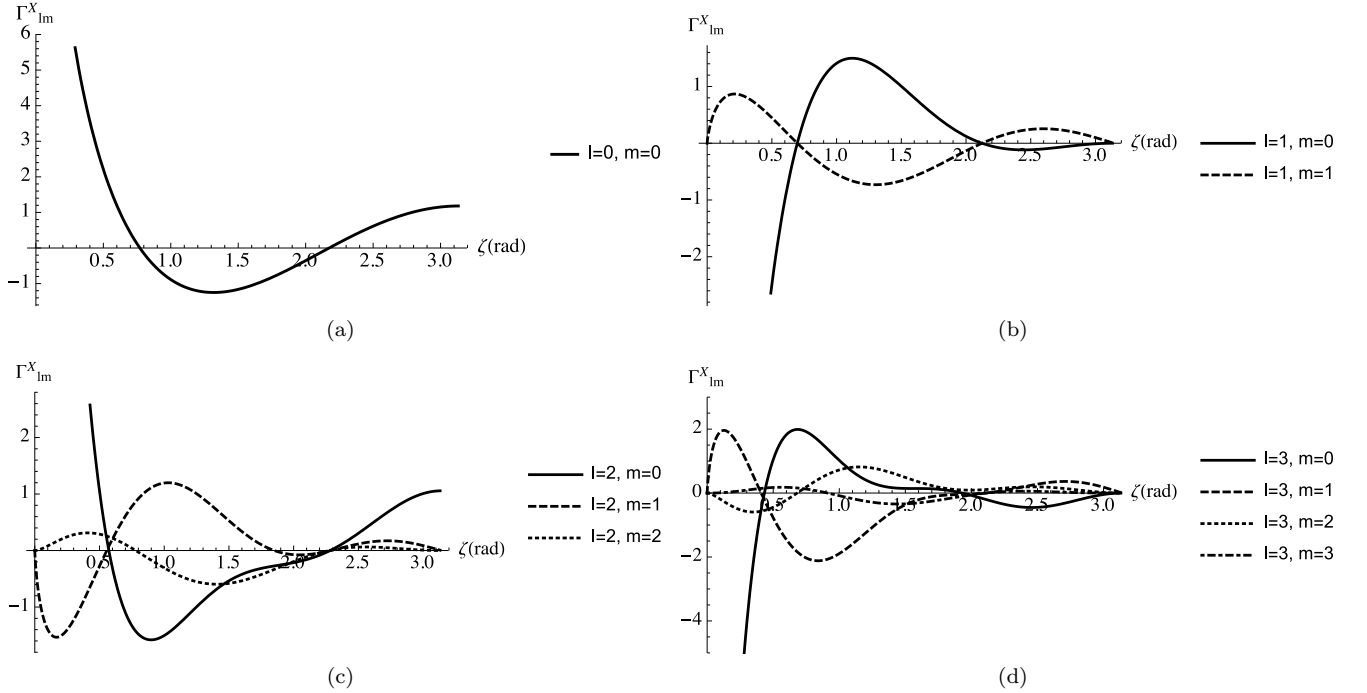 Γ^X_lm
6
5
4
3
2
1
−1
0.5 1.0 1.5 2.0 2.5 3.0
ζ(rad)
l=0, m=0
(a)
Γ^X_lm
1
0
−1
−2
0.5 1.0 1.5 2.0 2.5 3.0
ζ(rad)
l=1, m=0
l=1, m=1
(b)
Γ^X_lm
2
1
0
−1
0.5 1.0 1.5 2.0 2.5 3.0
ζ(rad)
l=2, m=0
l=2, m=1
l=2, m=2
(c)
Γ^X_lm
2
0
−2
−4
0.5 1.0 1.5 2.0 2.5 3.0
ζ(rad)
l=3, m=0
l=3, m=1
l=3, m=2
l=3, m=3
(d)